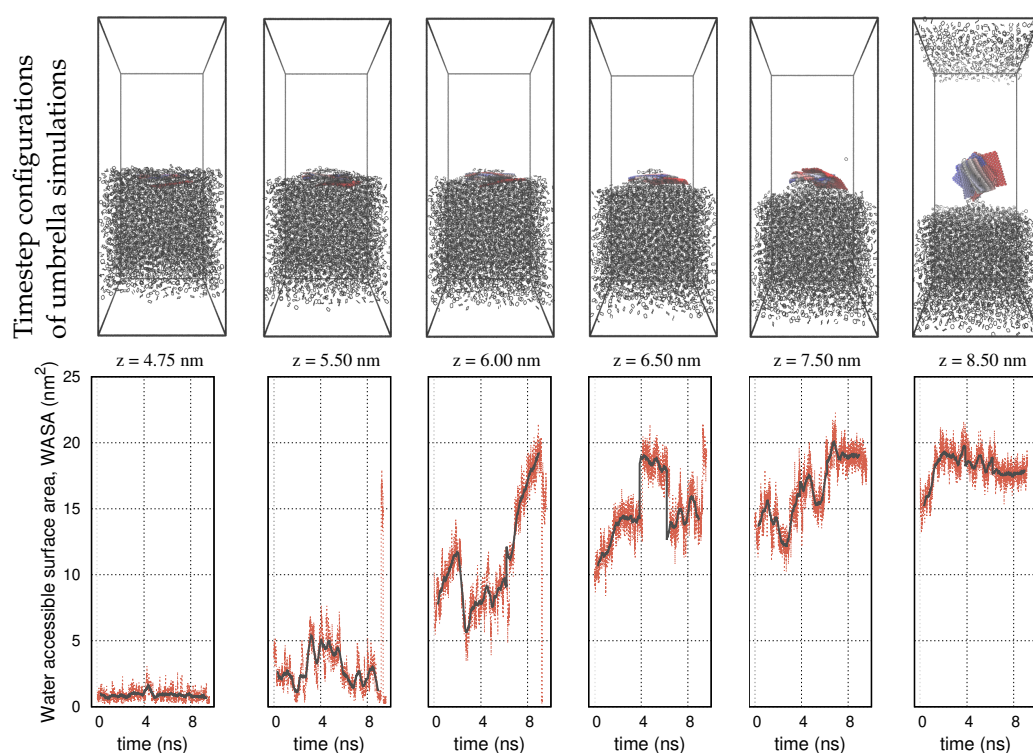 Timestep configurations
of umbrella simulations
z = 4.75 nm
z = 5.50 nm
z = 6.00 nm
z = 6.50 nm
z = 7.50 nm
z = 8.50 nm
Water accessible surface area, WASA (nm²)
25
20
15
10
5
0
0 4 8
0 4 8
0 4 8
0 4 8
0 4 8
0 4 8
time (ns)
time (ns)
time (ns)
time (ns)
time (ns)
time (ns)